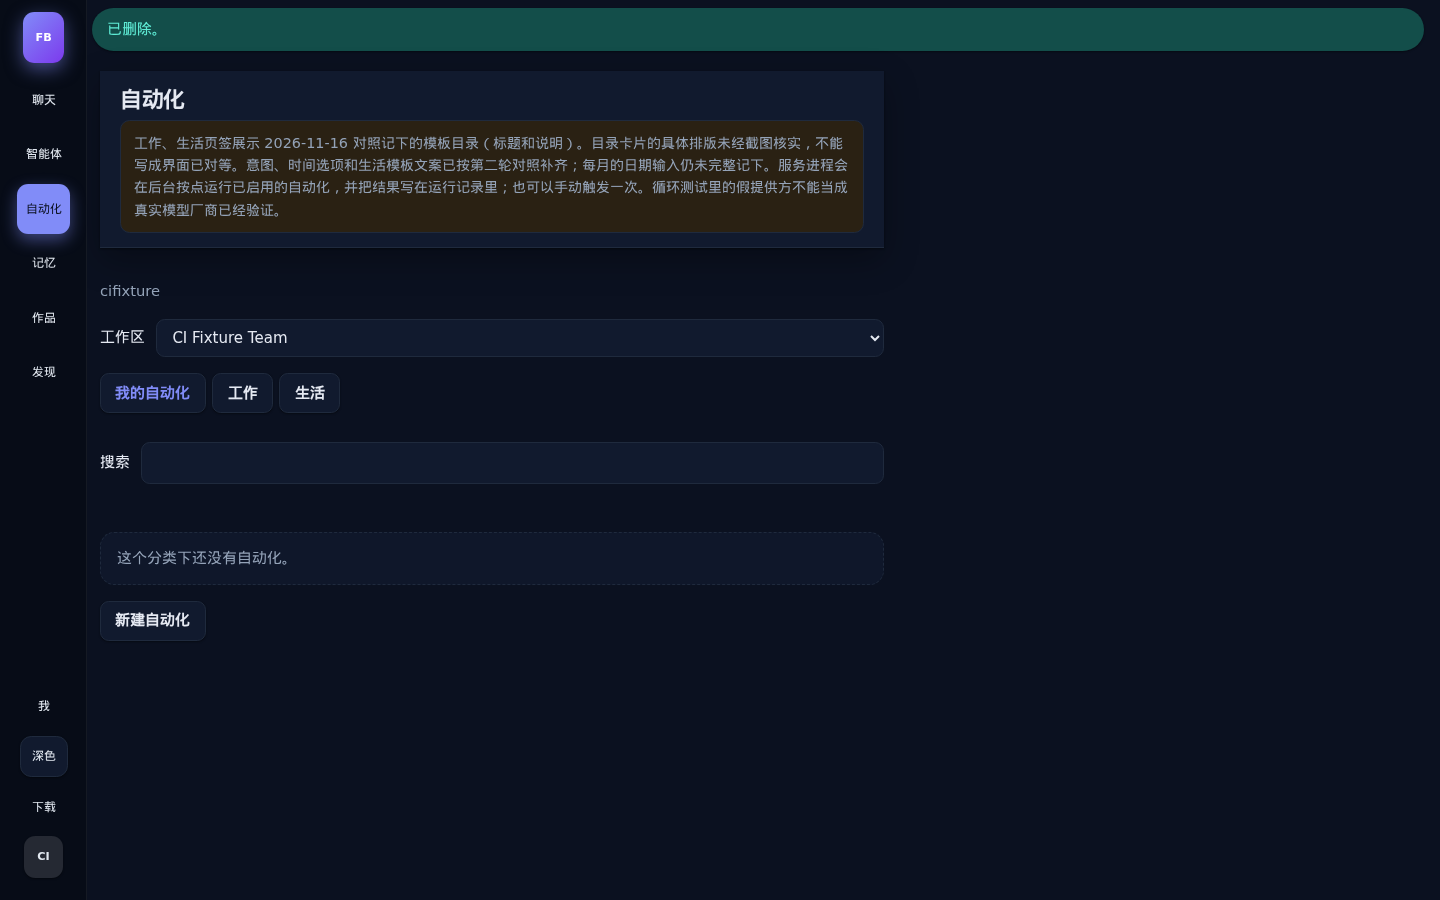 已删除。
FB
聊天
智能体
自动化
记忆
作品
发现
我
深色
下载
CI
自动化
工作、生活页签展示 2026-11-16 对照记下的模板目录（标题和说明）。目录卡片的具体排版未经截图核实，不能
写成界面已对等。意图、时间选项和生活模板文案已按第二轮对照补齐；每月的日期输入仍未完整记下。服务进程会
在后台按点运行已启用的自动化，并把结果写在运行记录里；也可以手动触发一次。循环测试里的假提供方不能当成
真实模型厂商已经验证。
cifixture
工作区 CI Fixture Team
我的自动化 工作 生活
搜索
这个分类下还没有自动化。
新建自动化